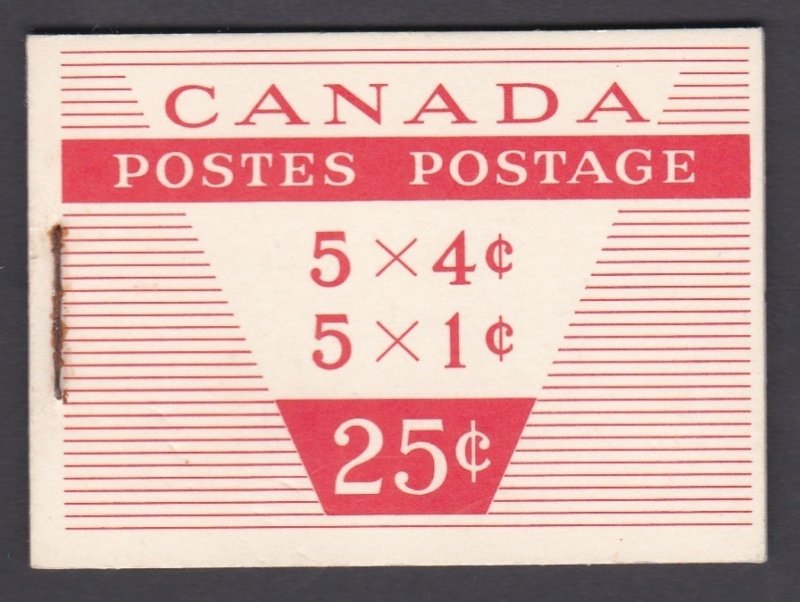 CANADA
POSTES POSTAGE
5 × 4¢
5 × 1¢
25¢